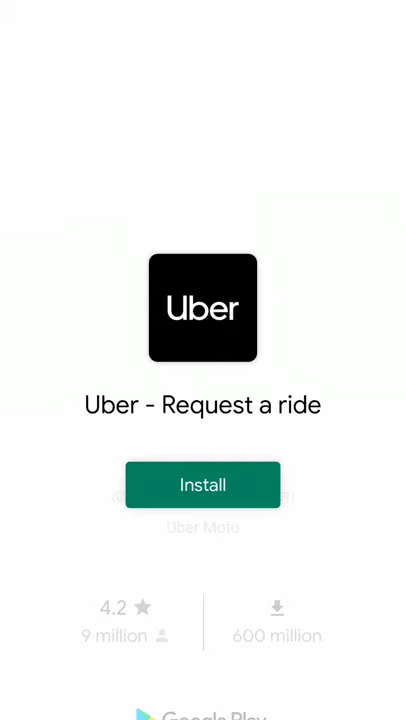 Uber
Uber - Request a ride
Install
Uber Moto
4.2
9 million
600 million
Google Play